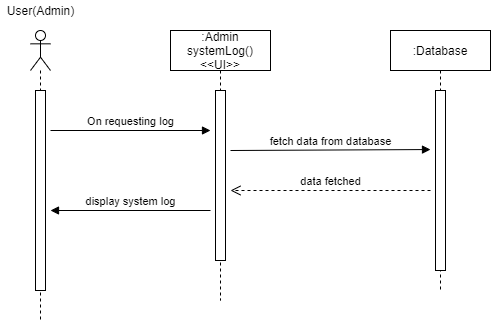 User(Admin)
:Admin
systemLog()
<<UI>>
:Database
On requesting log
fetch data from database
data fetched
display system log